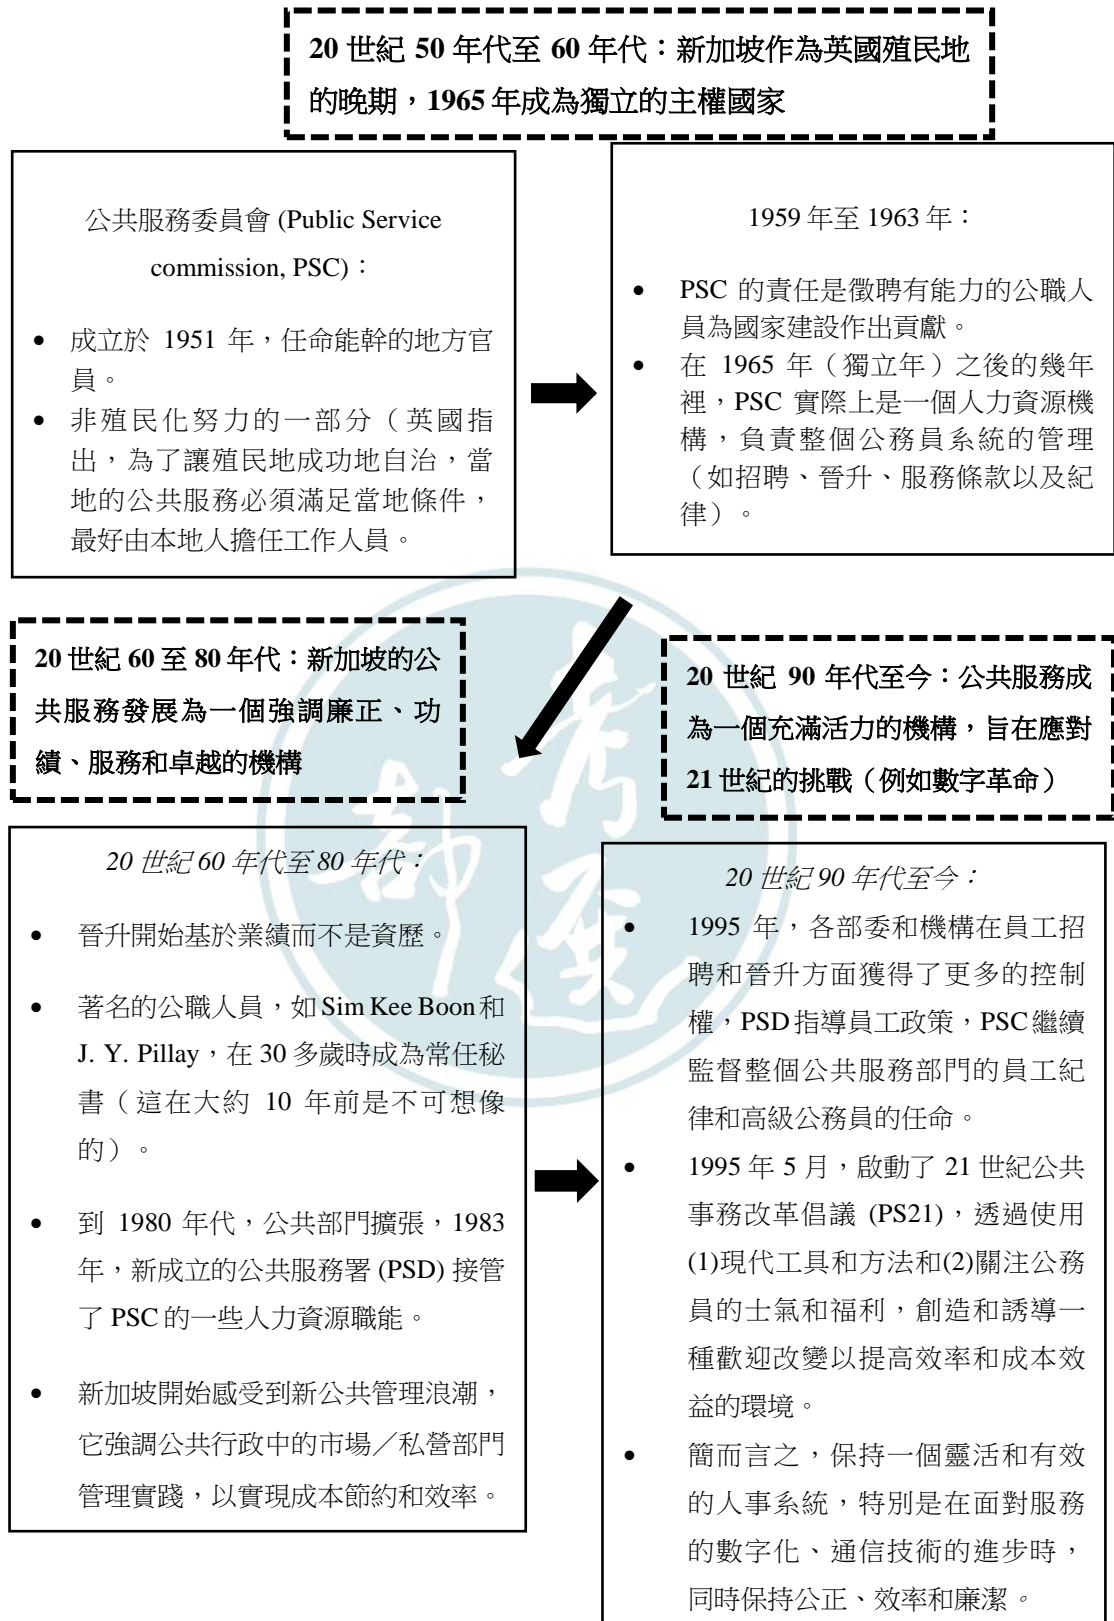 20 世紀 50 年代至 60 年代：新加坡作為英國殖民地
的晚期，1965 年成為獨立的主權國家
公共服務委員會 (Public Service
commission, PSC)：
• 成立於 1951 年，任命能幹的地方官
員。
• 非殖民化努力的一部分（英國指
出，為了讓殖民地成功地自治，當
地的公共服務必須滿足當地條件，
最好由本地人擔任工作人員。
1959 年至 1963 年：
• PSC 的責任是徵聘有能力的公職人
員為國家建設作出貢獻。
• 在 1965 年（獨立年）之後的幾年
裡，PSC 實際上是一個人力資源機
構，負責整個公務員系統的管理
（如招聘、晉升、服務條款以及紀
律）。
20 世紀 60 至 80 年代：新加坡的公
共服務發展為一個強調廉正、功
績、服務和卓越的機構
20 世紀 60 年代至 80 年代：
• 晉升開始基於業績而不是資歷。
• 著名的公職人員，如 Sim Kee Boon 和
J. Y. Pillay，在 30 多歲時成為常任秘
書（這在大約 10 年前是不可想像
的）。
• 到 1980 年代，公共部門擴張，1983
年，新成立的公共服務署 (PSD) 接管
了 PSC 的一些人力資源職能。
• 新加坡開始感受到新公共管理浪潮，
它強調公共行政中的市場／私營部門
管理實踐，以實現成本節約和效率。
20 世紀 90 年代至今：公共服務成
為一個充滿活力的機構，旨在應對
21 世紀的挑戰（例如數字革命）
20 世紀 90 年代至今：
• 1995 年，各部委和機構在員工招
聘和晉升方面獲得了更多的控制
權，PSD 指導員工政策，PSC 繼續
監督整個公共服務部門的員工紀
律和高級公務員的任命。
• 1995 年 5 月，啟動了 21 世紀公共
事務改革倡議 (PS21)，透過使用
(1)現代工具和方法和(2)關注公務
員的士氣和福利，創造和誘導一
種歡迎改變以提高效率和成本效
益的環境。
• 簡而言之，保持一個靈活和有效
的人事系統，特別是在面對服務
的數字化、通信技術的進步時，
同時保持公正、效率和廉潔。
考選
部